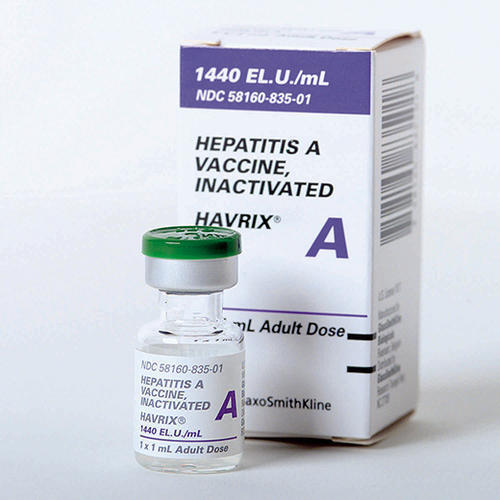 1440 EL.U./mL
NDC 58160-835-01
HEPATITIS A
VACCINE,
INACTIVATED
HAVRIX®
A
mL Adult Dose
axoSmithKline
NDC 58160-835-01
HEPATITIS A
VACCINE,
INACTIVATED
HAVRIX®
A
1440 EL.U./mL
1 x 1 mL Adult Dose